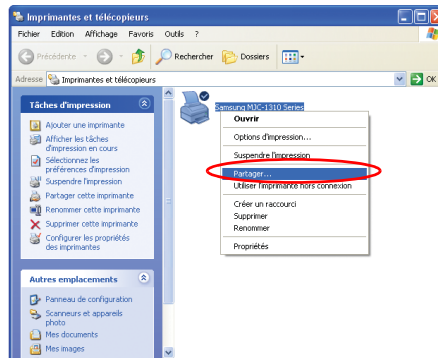 Imprimantes et télécopieurs
Fichier Edition Affichage Favoris Outils ?
Précédente Rechercher Dossiers
Adresse Imprimantes et télécopieurs OK
Tâches d'impression
Ajouter une imprimante
Afficher les tâches
d'impression en cours
Sélectionnez les
préférences d'impression
Suspendre l'impression
Partager cette imprimante
Renommer cette imprimante
Supprimer cette imprimante
Configurer les propriétés
des imprimantes
Autres emplacements
Panneau de configuration
Scanneurs et appareils
photo
Mes documents
Mes images
Samsung MJC-1310 Series
Ouvrir
Options d'impression...
Suspendre l'impression
Partager...
Utiliser l'imprimante hors connexion
Créer un raccourci
Supprimer
Renommer
Propriétés